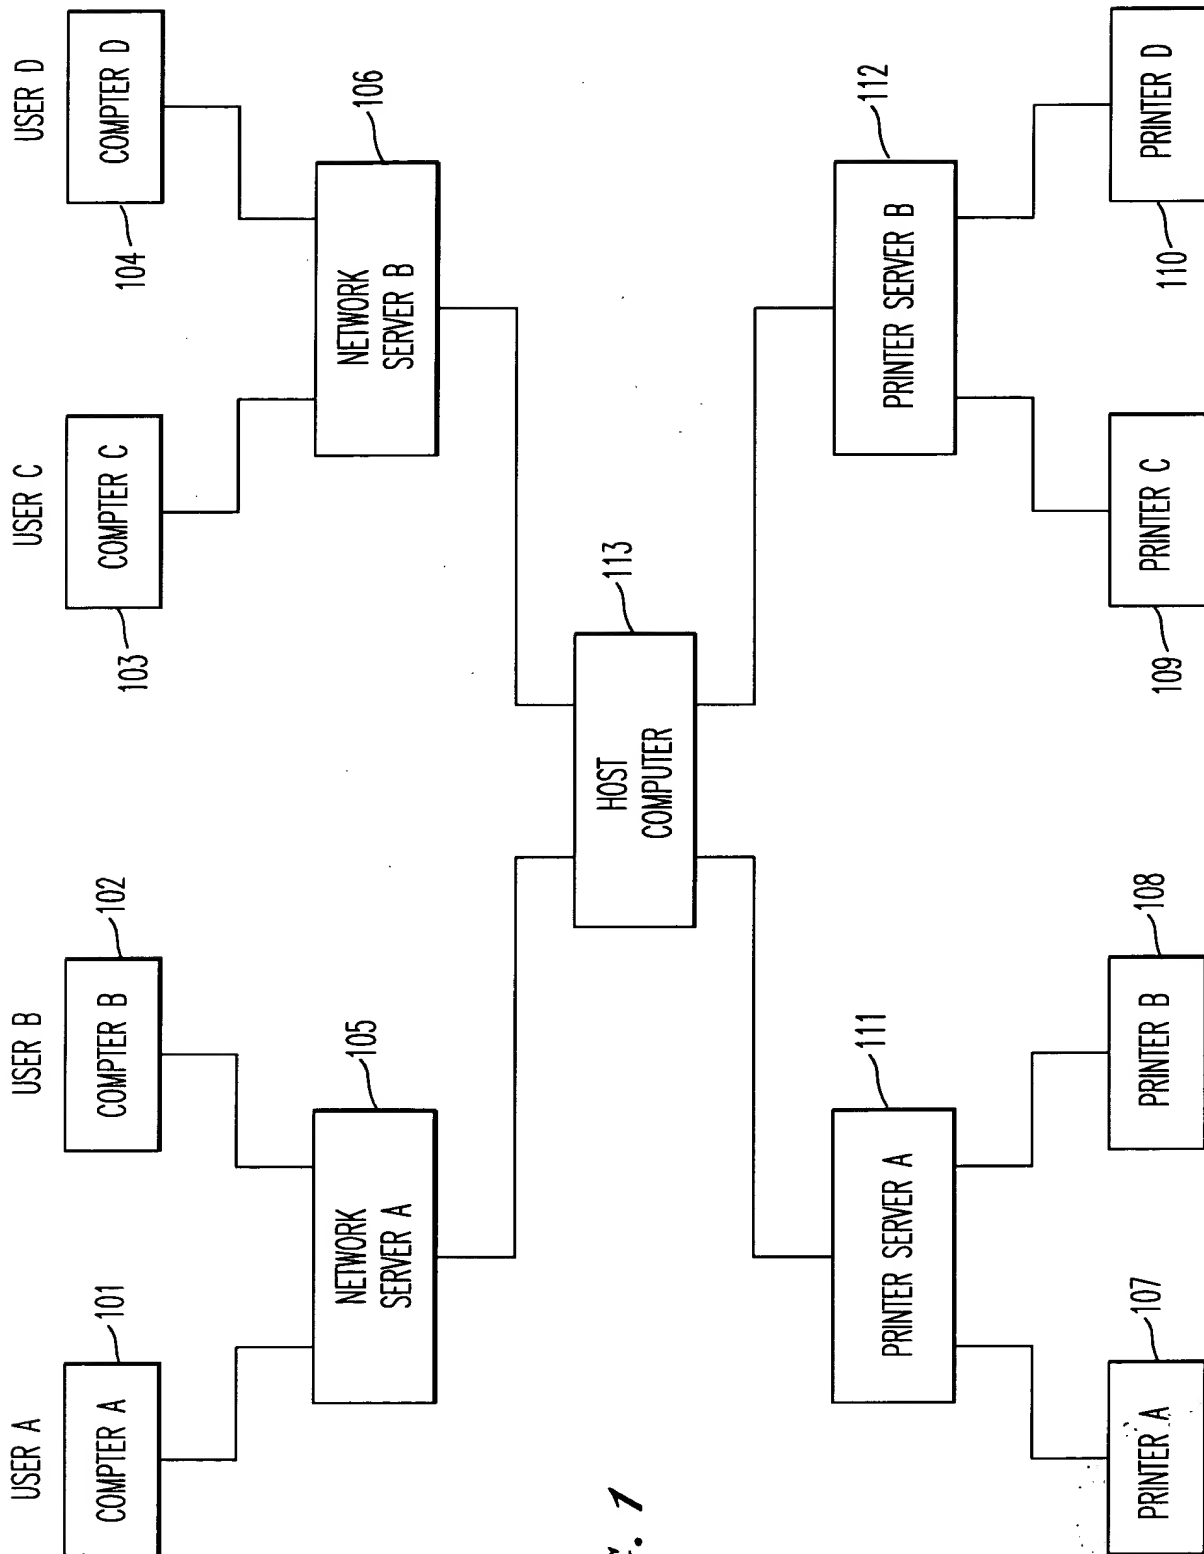 USER A
USER B
USER C
USER D
COMPTER A
COMPTER B
COMPTER C
COMPTER D
101
102
103
104
NETWORK
SERVER A
105
NETWORK
SERVER B
106
HOST
COMPUTER
113
G. 1
PRINTER SERVER A
111
PRINTER SERVER B
112
PRINTER A
107
PRINTER B
108
PRINTER C
109
PRINTER D
110